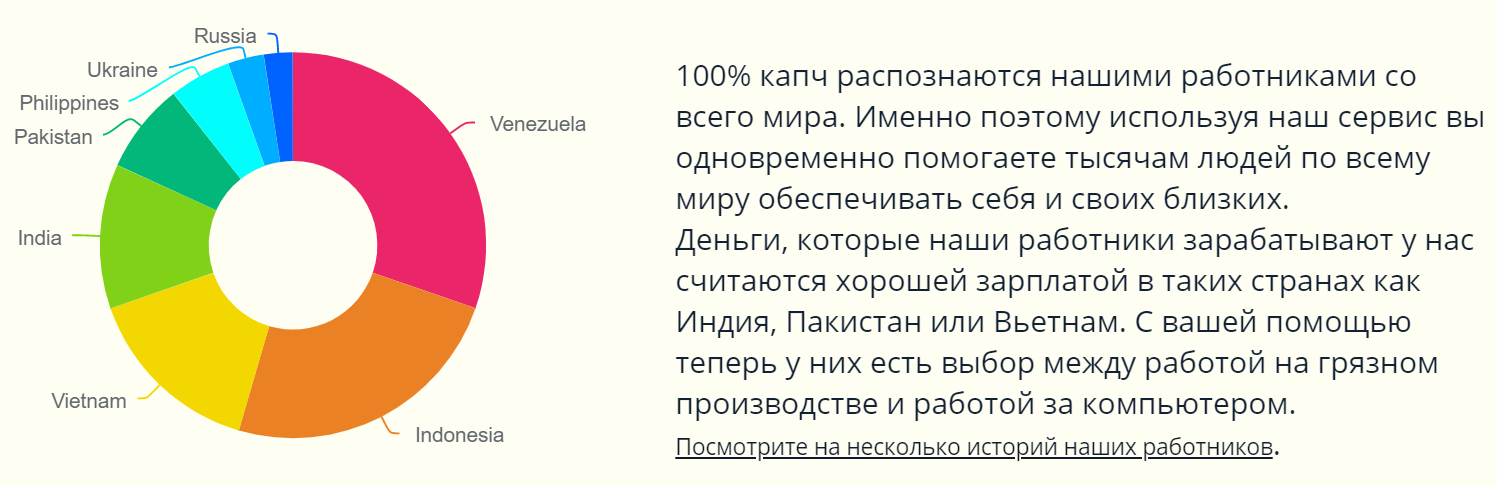 Russia
Ukraine
Philippines
Pakistan
India
Vietnam
Venezuela
Indonesia
100% капч распознаются нашими работниками со
всего мира. Именно поэтому используя наш сервис вы
одновременно помогаете тысячам людей по всему
миру обеспечивать себя и своих близких.
Деньги, которые наши работники зарабатывают у нас
считаются хорошей зарплатой в таких странах как
Индия, Пакистан или Вьетнам. С вашей помощью
теперь у них есть выбор между работой на грязном
производстве и работой за компьютером.
Посмотрите на несколько историй наших работников.